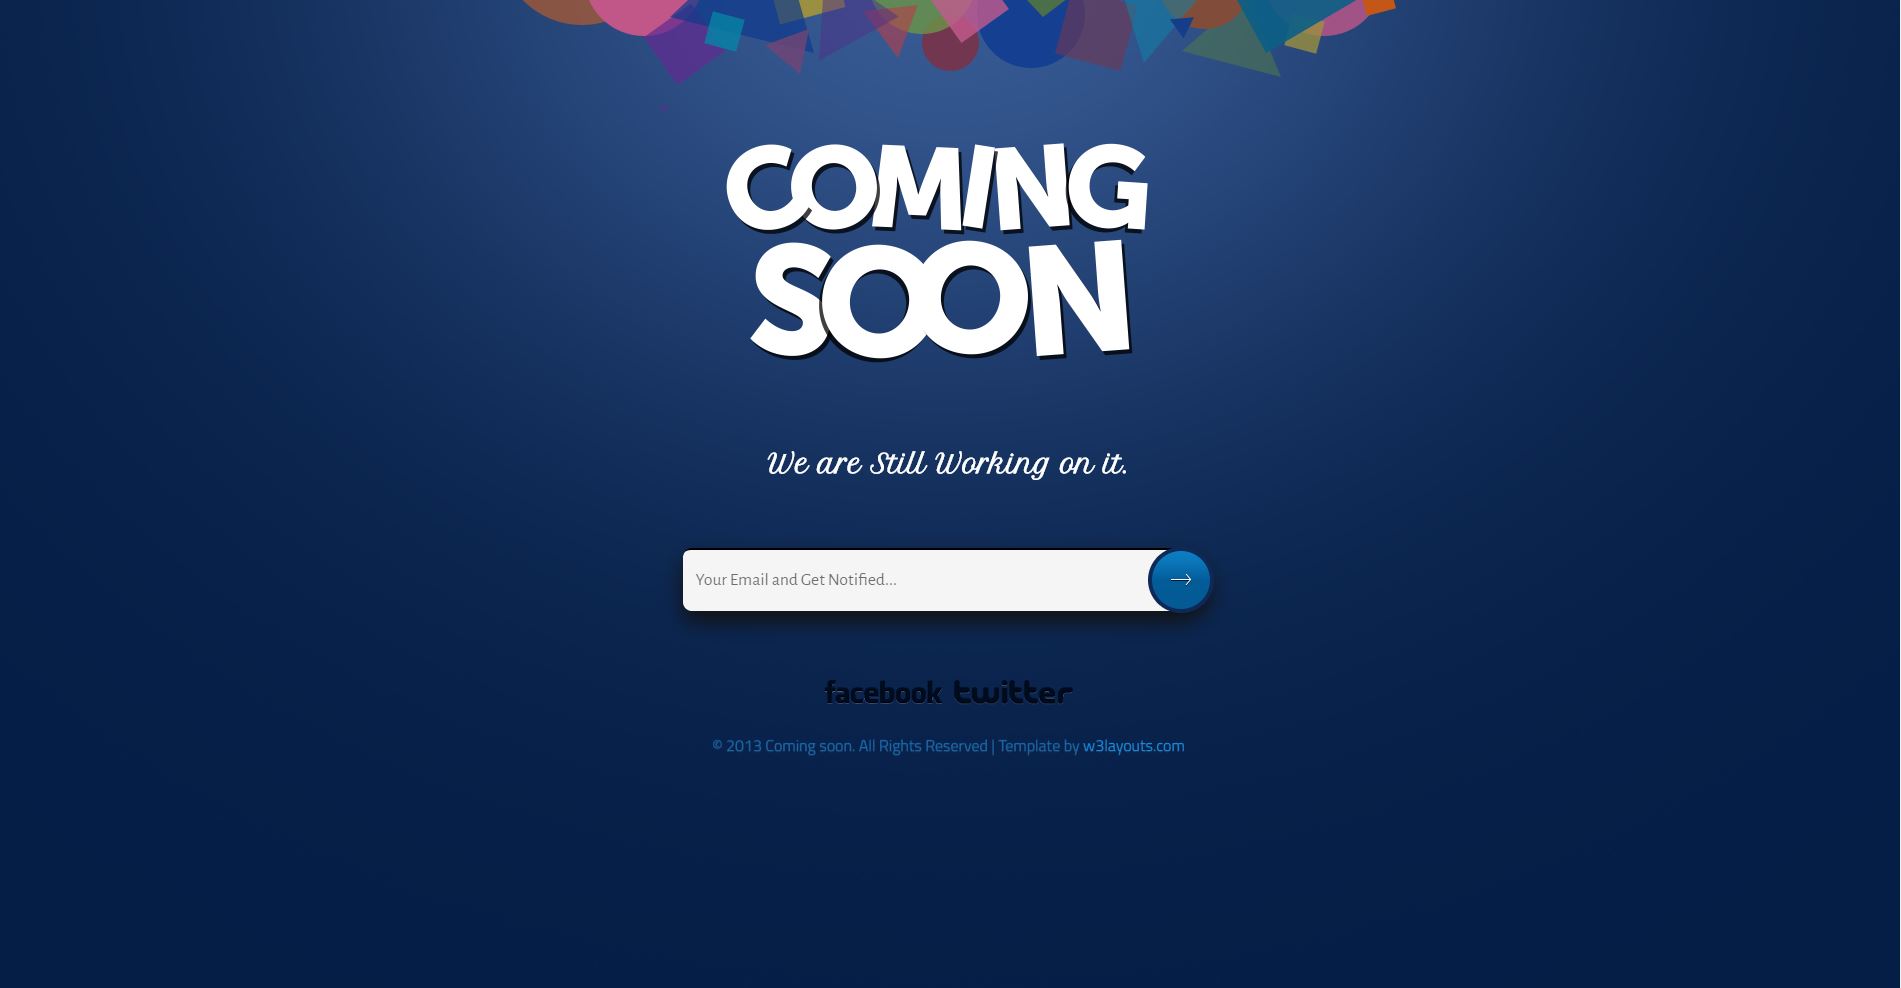 COMING
SOON
We are Still Working on it.
Your Email and Get Notified...
facebook twitter
© 2013 Coming soon. All Rights Reserved | Template by w3layouts.com